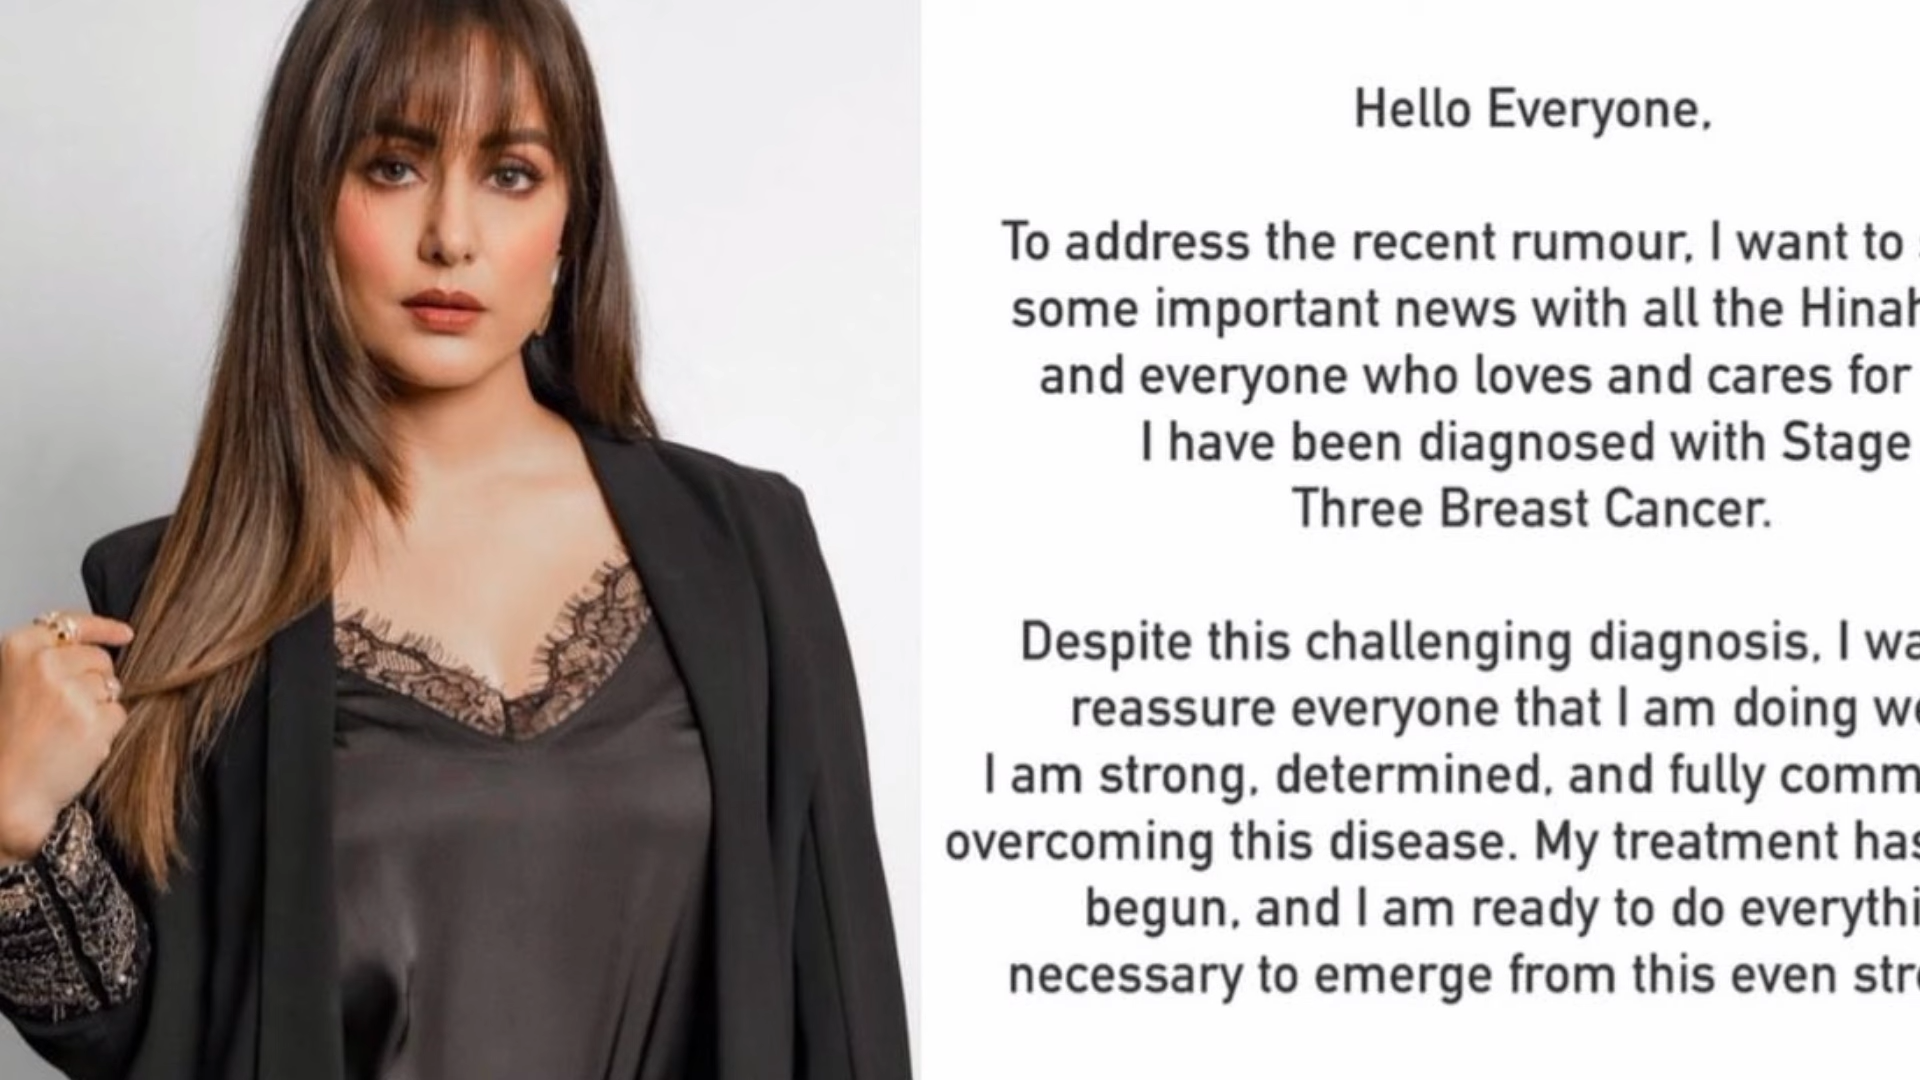 Hello Everyone,
To address the recent rumour, I want to
some important news with all the
and everyone who loves and cares for
I have been diagnosed with Stage
Three Breast Cancer.
Despite this challenging diagnosis, I
reassure everyone that I am doing
I am strong, determined, and fully
overcoming this disease. My treatment has
begun, and I am ready to do
necessary to emerge from this even